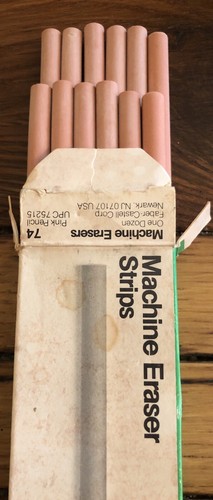 Machine Erasers 74
One Dozen Pink Pencil
Faber-Castell Corp UPC 75215
Newark, NJ 07107 USA
Machine Eraser
Strips